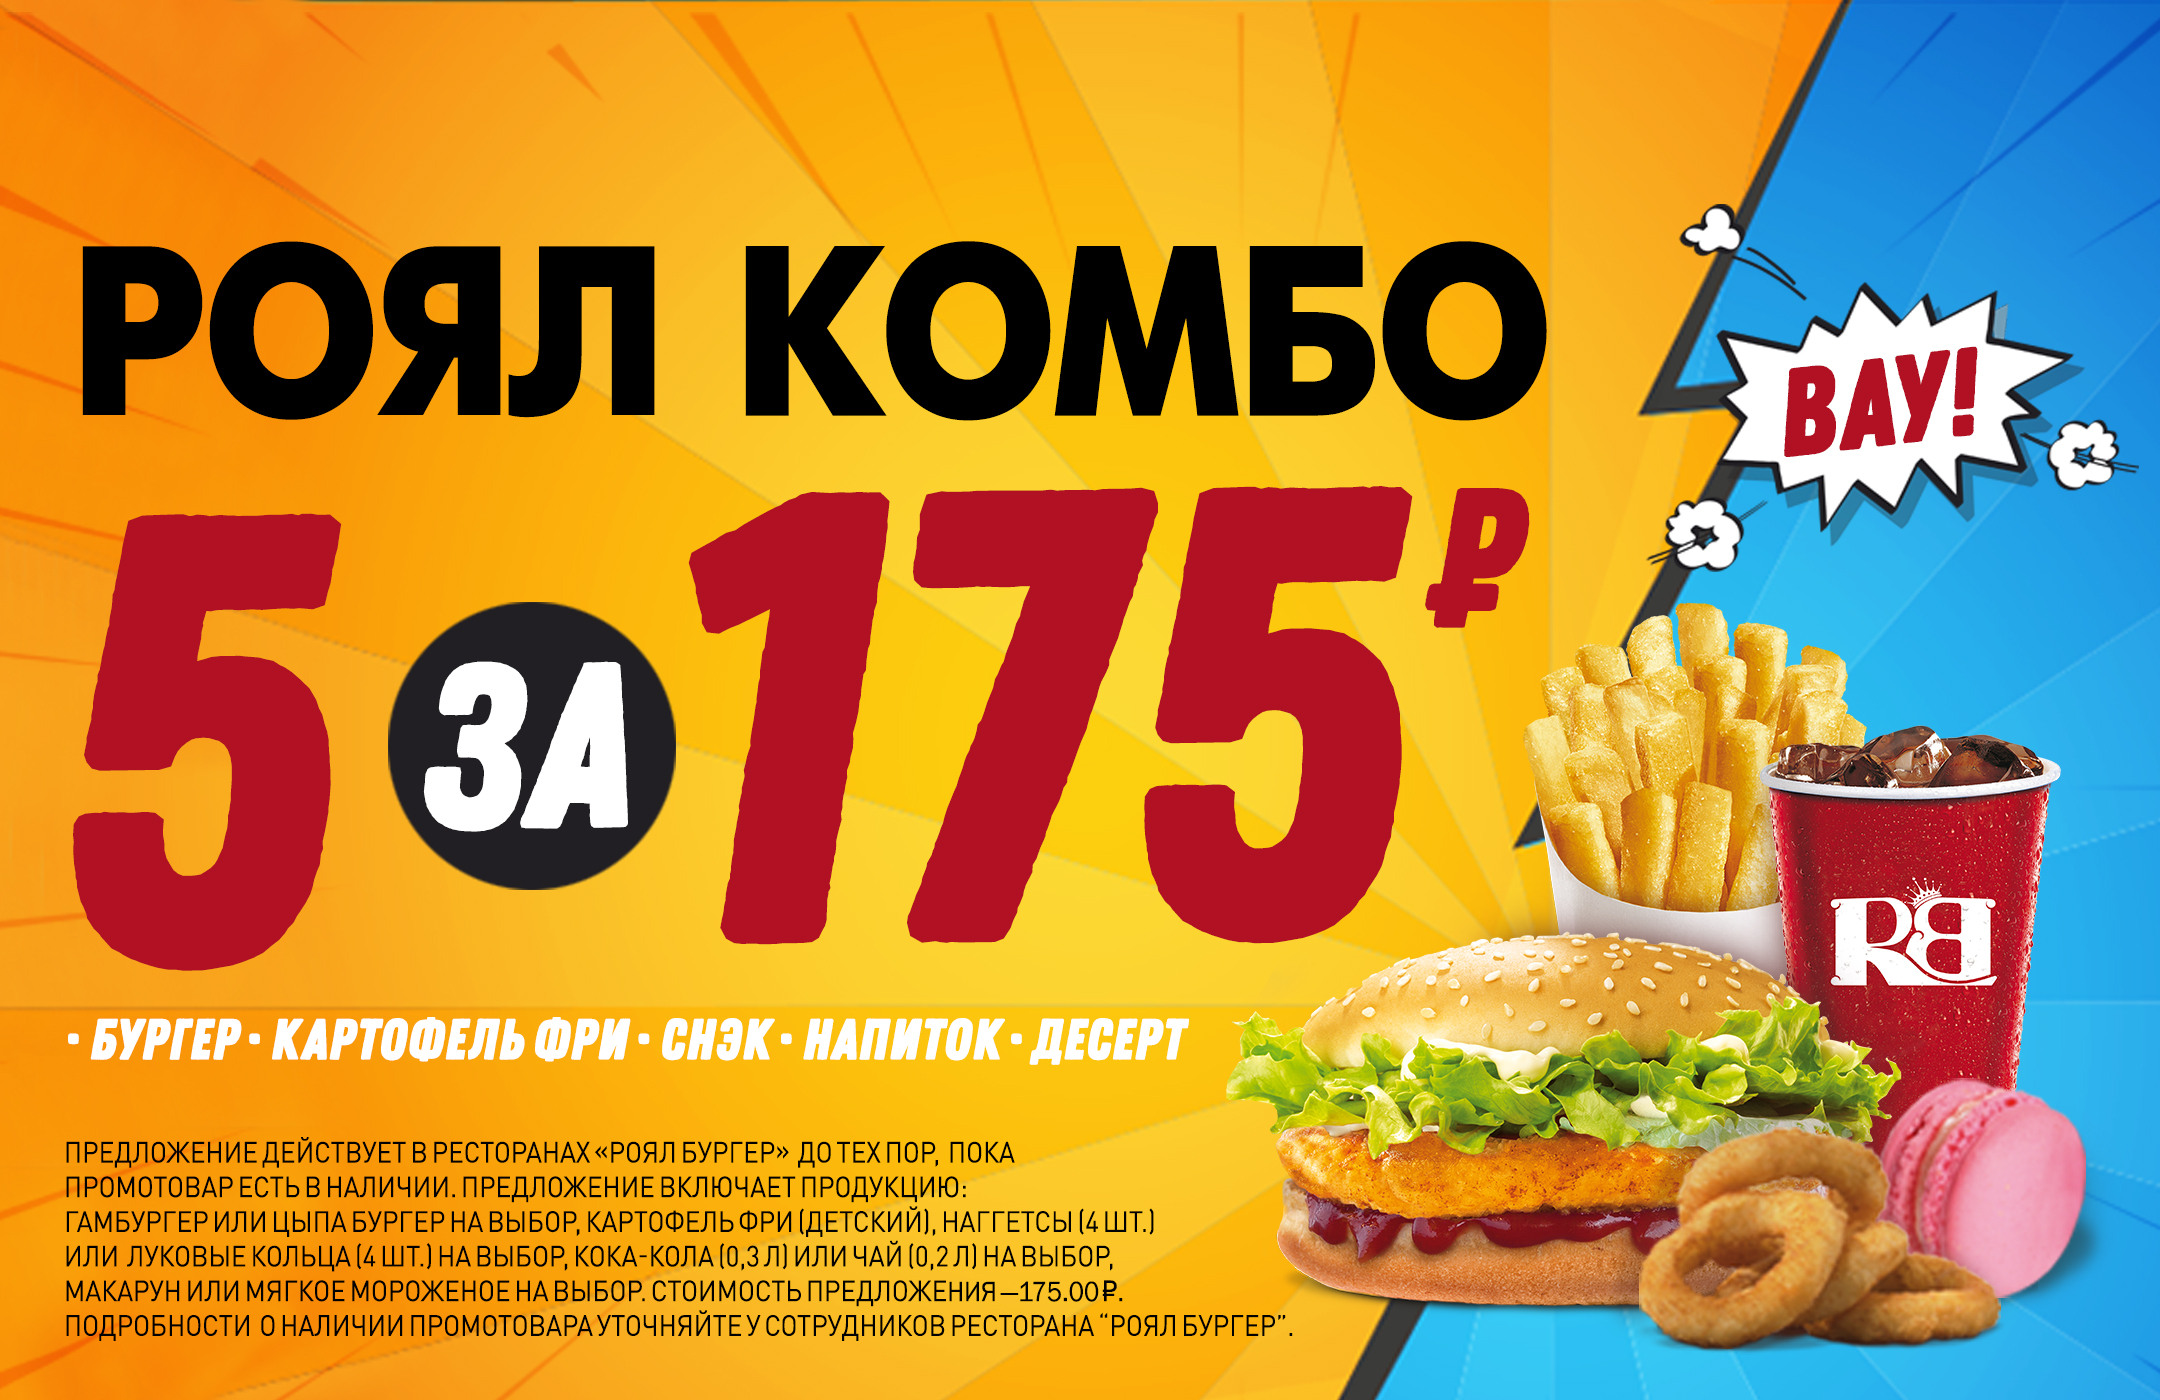 РОЯЛ КОМБО
ВАУ!
5 ЗА 175₽
· БУРГЕР · КАРТОФЕЛЬ ФРИ · СНЭК · НАПИТОК · ДЕСЕРТ
RB
ПРЕДЛОЖЕНИЕ ДЕЙСТВУЕТ В РЕСТОРАНАХ «РОЯЛ БУРГЕР» ДО ТЕХ ПОР, ПОКА
ПРОМОТОВАР ЕСТЬ В НАЛИЧИИ. ПРЕДЛОЖЕНИЕ ВКЛЮЧАЕТ ПРОДУКЦИЮ:
ГАМБУРГЕР ИЛИ ЦЫПА БУРГЕР НА ВЫБОР, КАРТОФЕЛЬ ФРИ (ДЕТСКИЙ), НАГГЕТСЫ (4 ШТ.)
ИЛИ ЛУКОВЫЕ КОЛЬЦА (4 ШТ.) НА ВЫБОР, КОКА-КОЛА (0,3 Л) ИЛИ ЧАЙ (0,2 Л) НА ВЫБОР,
МАКАРУН ИЛИ МЯГКОЕ МОРОЖЕНОЕ НА ВЫБОР. СТОИМОСТЬ ПРЕДЛОЖЕНИЯ —175.00₽.
ПОДРОБНОСТИ О НАЛИЧИИ ПРОМОТОВАРА УТОЧНЯЙТЕ У СОТРУДНИКОВ РЕСТОРАНА “РОЯЛ БУРГЕР”.